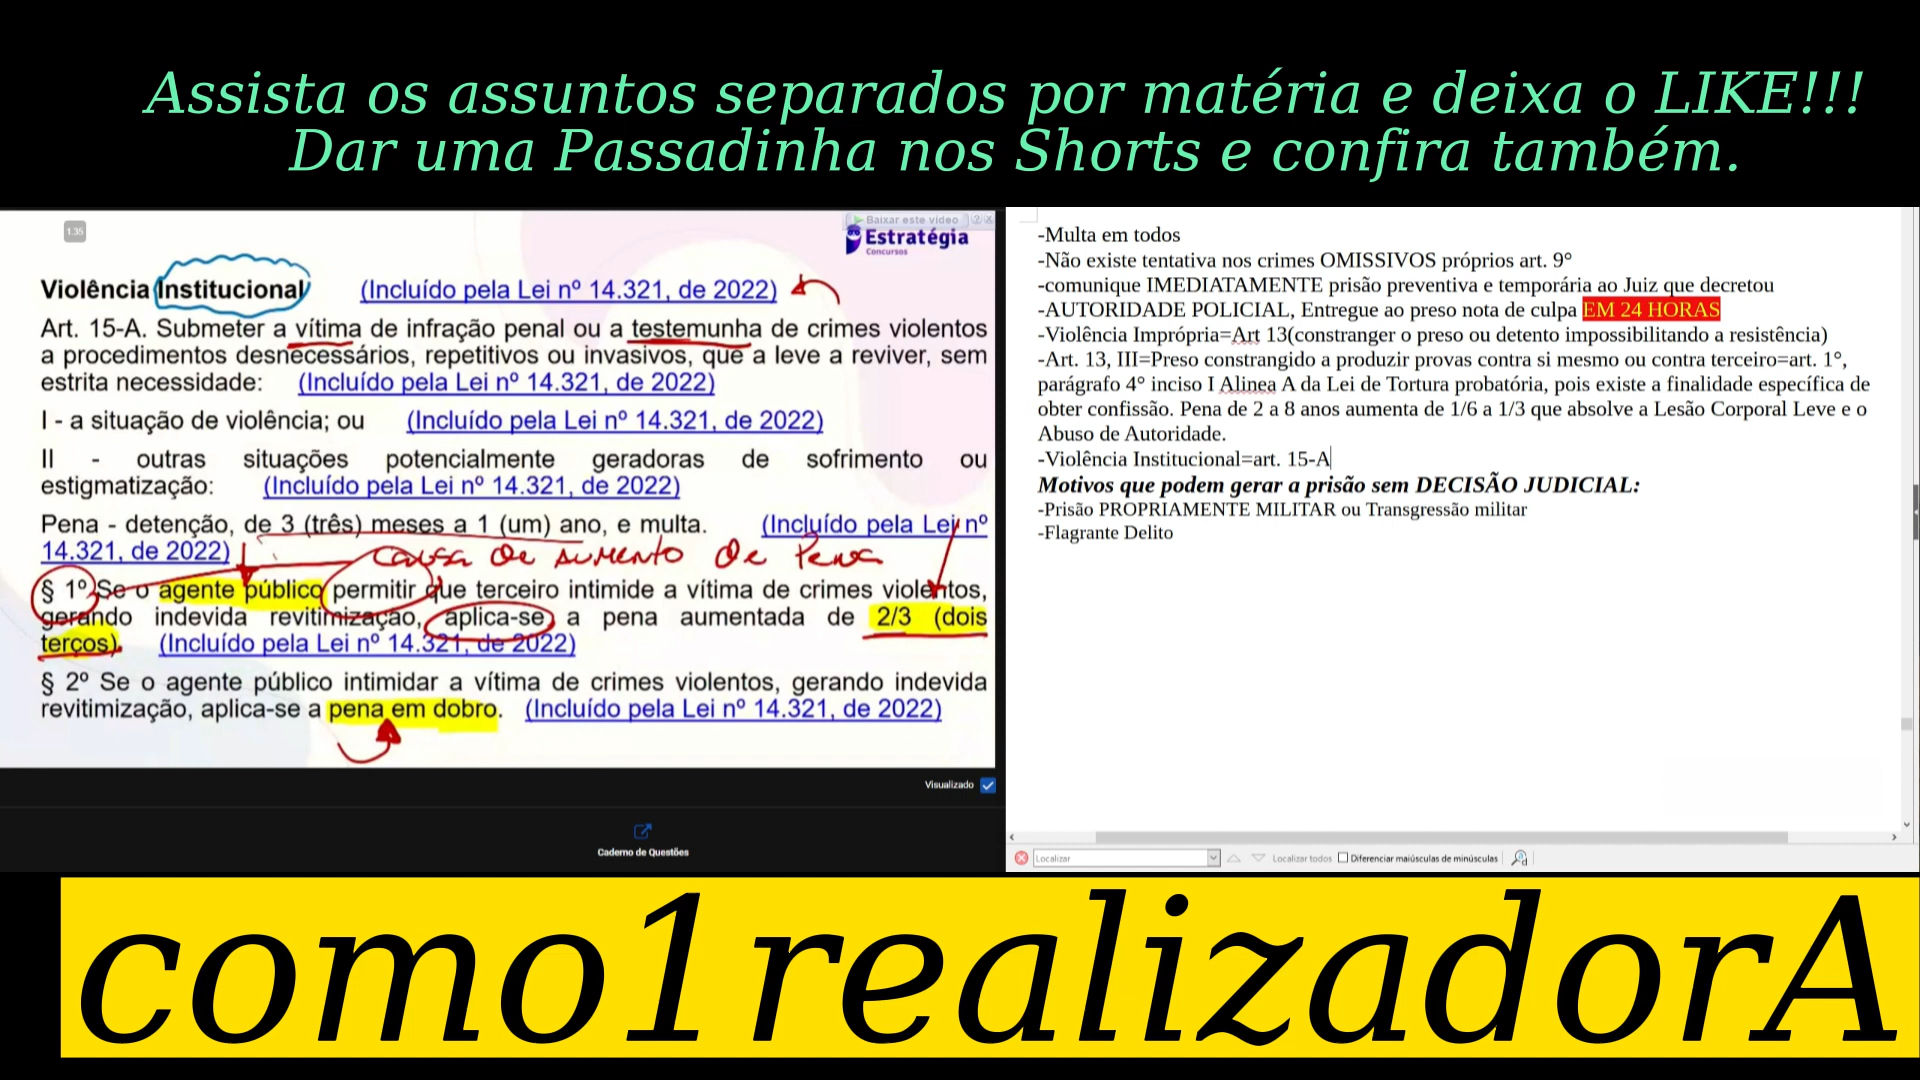 Assista os assuntos separados por matéria e deixa o LIKE!!!
Dar uma Passadinha nos Shorts e confira também.
1.35
Baixar este vídeo
Estratégia
Concursos
Violência Institucional (Incluído pela Lei nº 14.321, de 2022)
Art. 15-A. Submeter a vítima de infração penal ou a testemunha de crimes violentos
a procedimentos desnecessários, repetitivos ou invasivos, que a leve a reviver, sem
estrita necessidade: (Incluído pela Lei nº 14.321, de 2022)
I - a situação de violência; ou (Incluído pela Lei nº 14.321, de 2022)
II - outras situações potencialmente geradoras de sofrimento ou
estigmatização: (Incluído pela Lei nº 14.321, de 2022)
Pena - detenção, de 3 (três) meses a 1 (um) ano, e multa. (Incluído pela Lei nº
14.321, de 2022)
causa de aumento de pena
§ 1º Se o agente público permitir que terceiro intimide a vítima de crimes violentos,
gerando indevida revitimização, aplica-se a pena aumentada de 2/3 (dois
terços). (Incluído pela Lei nº 14.321, de 2022)
§ 2º Se o agente público intimidar a vítima de crimes violentos, gerando indevida
revitimização, aplica-se a pena em dobro. (Incluído pela Lei nº 14.321, de 2022)
Visualizado
Caderno de Questões
-Multa em todos
-Não existe tentativa nos crimes OMISSIVOS próprios art. 9°
-comunique IMEDIATAMENTE prisão preventiva e temporária ao Juiz que decretou
-AUTORIDADE POLICIAL, Entregue ao preso nota de culpa EM 24 HORAS
-Violência Imprópria=Art 13(constranger o preso ou detento impossibilitando a resistência)
-Art. 13, III=Preso constrangido a produzir provas contra si mesmo ou contra terceiro=art. 1°,
parágrafo 4° inciso I Alinea A da Lei de Tortura probatória, pois existe a finalidade específica de
obter confissão. Pena de 2 a 8 anos aumenta de 1/6 a 1/3 que absolve a Lesão Corporal Leve e o
Abuso de Autoridade.
-Violência Institucional=art. 15-A
Motivos que podem gerar a prisão sem DECISÃO JUDICIAL:
-Prisão PROPRIAMENTE MILITAR ou Transgressão militar
-Flagrante Delito
Localizar
Localizar todos
Diferenciar maiúsculas de minúsculas
como1realizadorA